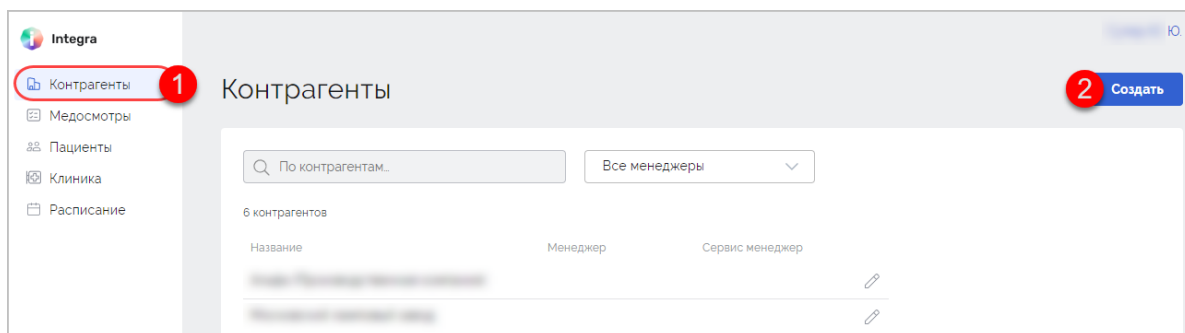 Integra
Ю.
Контрагенты
1
Медосмотры
Пациенты
Клиника
Расписание
Контрагенты
2
Создать
По контрагентам...
Все менеджеры
6 контрагентов
Название
Менеджер
Сервис менеджер